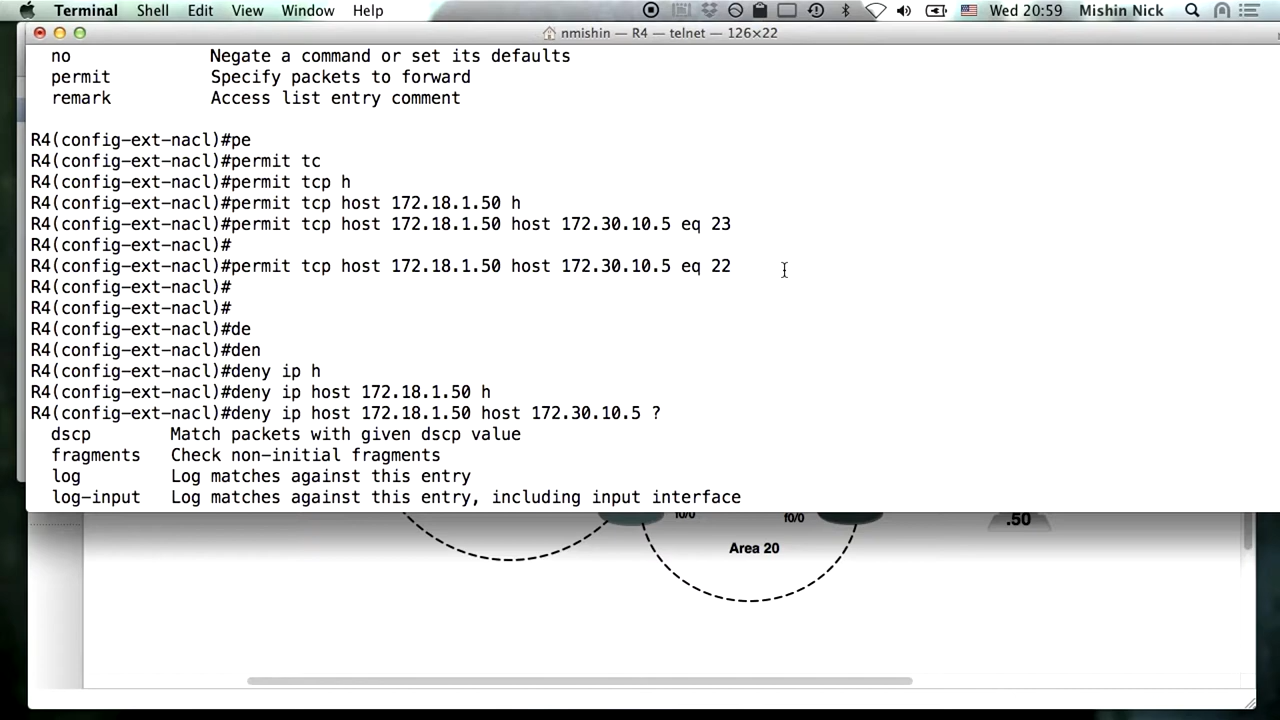 Terminal Shell Edit View Window Help Wed 20:59 Mishin Nick
nmishin — R4 — telnet — 126×22
no Negate a command or set its defaults
permit Specify packets to forward
remark Access list entry comment
R4(config-ext-nacl)#pe
R4(config-ext-nacl)#permit tc
R4(config-ext-nacl)#permit tcp h
R4(config-ext-nacl)#permit tcp host 172.18.1.50 h
R4(config-ext-nacl)#permit tcp host 172.18.1.50 host 172.30.10.5 eq 23
R4(config-ext-nacl)#
R4(config-ext-nacl)#permit tcp host 172.18.1.50 host 172.30.10.5 eq 22
R4(config-ext-nacl)#
R4(config-ext-nacl)#
R4(config-ext-nacl)#de
R4(config-ext-nacl)#den
R4(config-ext-nacl)#deny ip h
R4(config-ext-nacl)#deny ip host 172.18.1.50 h
R4(config-ext-nacl)#deny ip host 172.18.1.50 host 172.30.10.5 ?
dscp Match packets with given dscp value
fragments Check non-initial fragments
log Log matches against this entry
log-input Log matches against this entry, including input interface
f0/0 f0/0 .50
Area 20